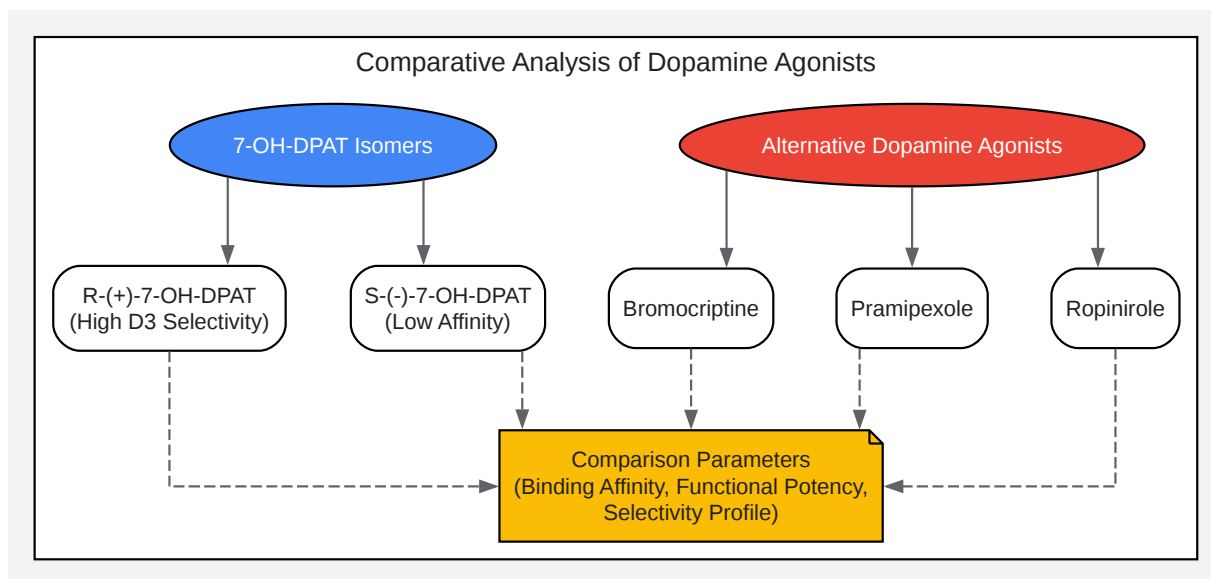 Comparative Analysis of Dopamine Agonists
7-OH-DPAT Isomers
Alternative Dopamine Agonists
R-(+)-7-OH-DPAT
(High D3 Selectivity)
S-(-)-7-OH-DPAT
(Low Affinity)
Bromocriptine
Pramipexole
Ropinirole
Comparison Parameters
(Binding Affinity, Functional Potency,
Selectivity Profile)